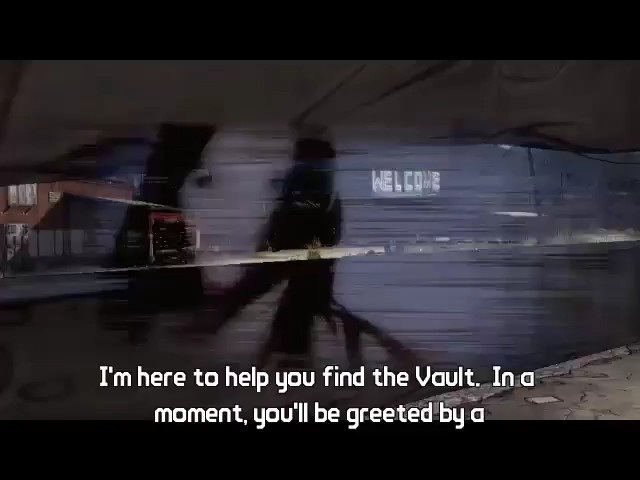 WELCOME
I'm here to help you find the Vault.  In a
moment, you'll be greeted by a